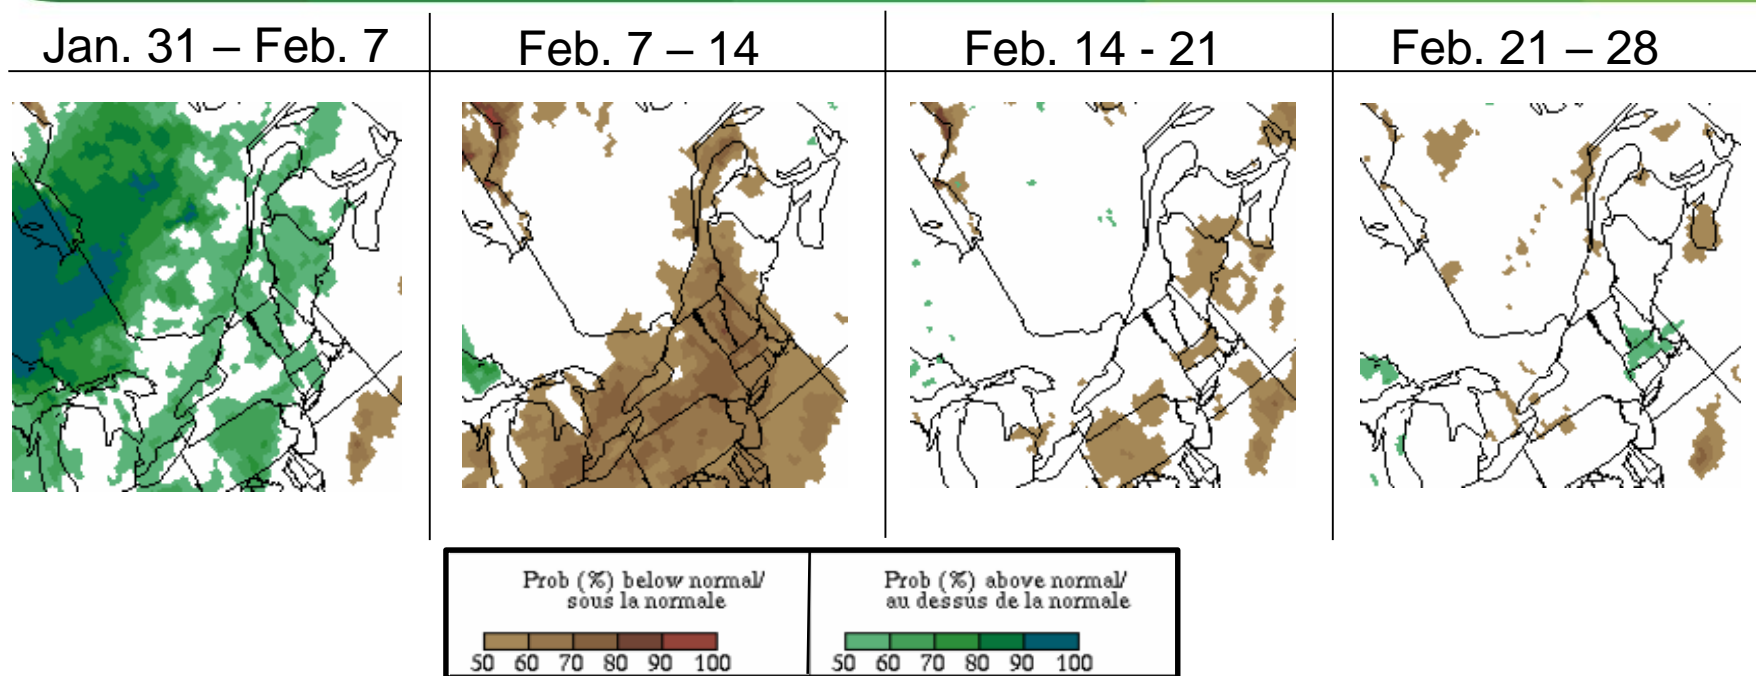 Jan. 31 – Feb. 7
Feb. 7 – 14
Feb. 14 - 21
Feb. 21 – 28
Prob (%) below normal/
sous la normale
50 60 70 80 90 100
Prob (%) above normal/
au dessus de la normale
50 60 70 80 90 100